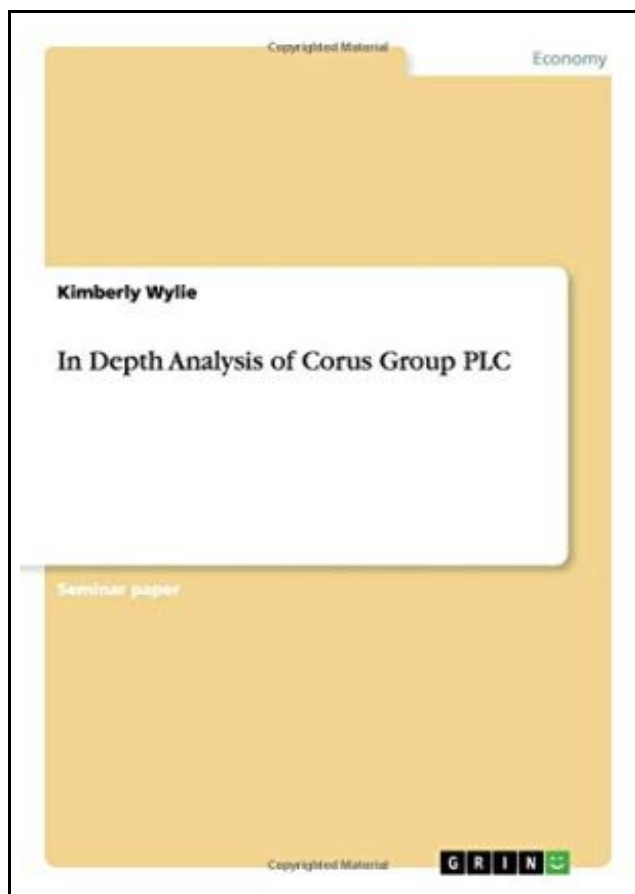 Copyrighted Material
Economy
Kimberly Wylie
In Depth Analysis of Corus Group PLC
Seminar paper
Copyrighted Material
GRIN